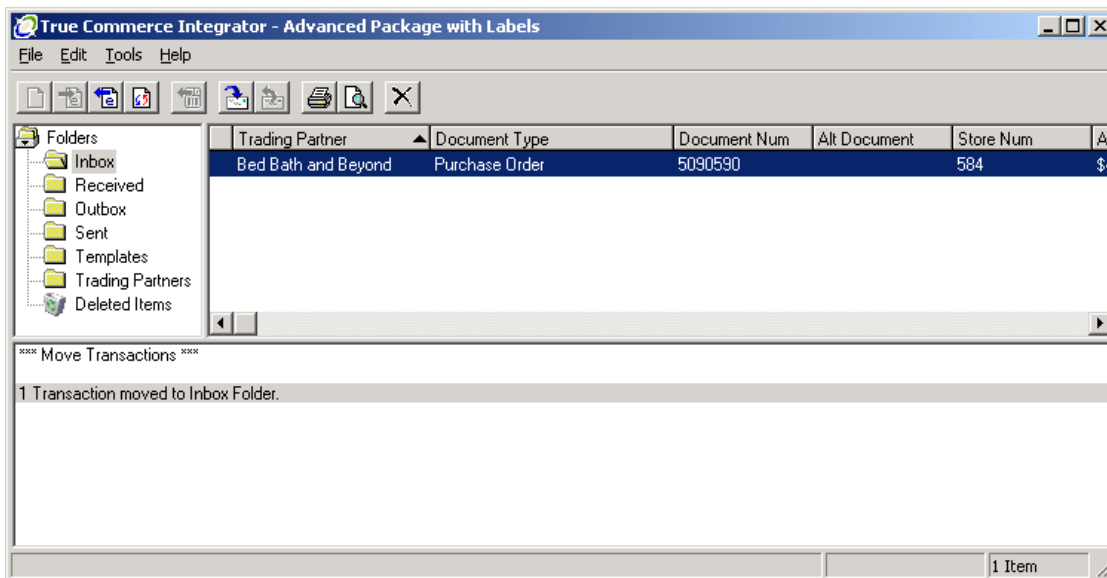 True Commerce Integrator - Advanced Package with Labels
File Edit Tools Help
Folders
Inbox
Received
Outbox
Sent
Templates
Trading Partners
Deleted Items
Trading Partner Document Type Document Num Alt Document Store Num A
Bed Bath and Beyond Purchase Order 5090590 584 $
*** Move Transactions ***
1 Transaction moved to Inbox Folder.
1 Item